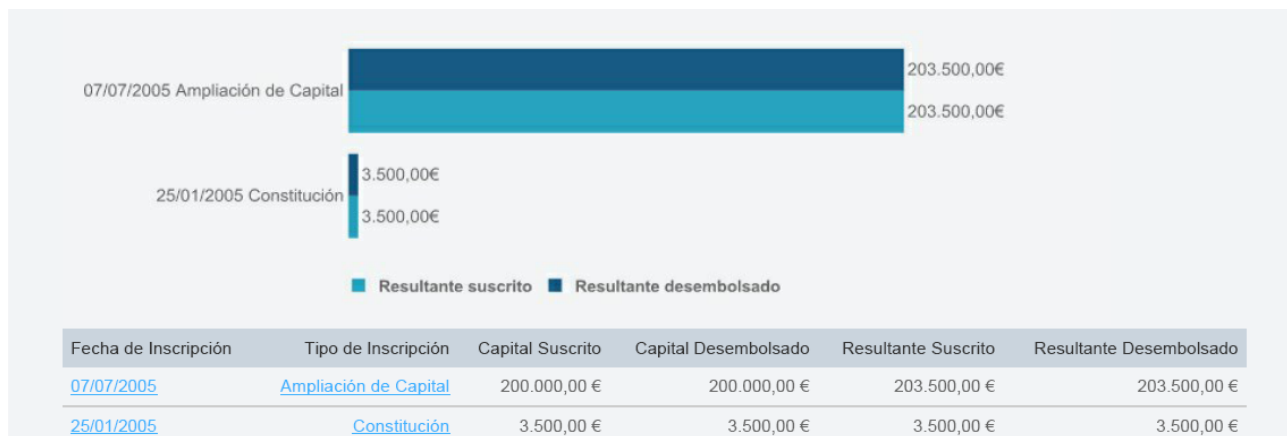 203.500,00€
07/07/2005 Ampliación de Capital
203.500,00€
3.500,00€
25/01/2005 Constitución
3.500,00€
Resultante suscrito Resultante desembolsado
Fecha de Inscripción Tipo de Inscripción Capital Suscrito Capital Desembolsado Resultante Suscrito Resultante Desembolsado
07/07/2005 Ampliación de Capital 200.000,00 € 200.000,00 € 203.500,00 € 203.500,00 €
25/01/2005 Constitución 3.500,00 € 3.500,00 € 3.500,00 € 3.500,00 €